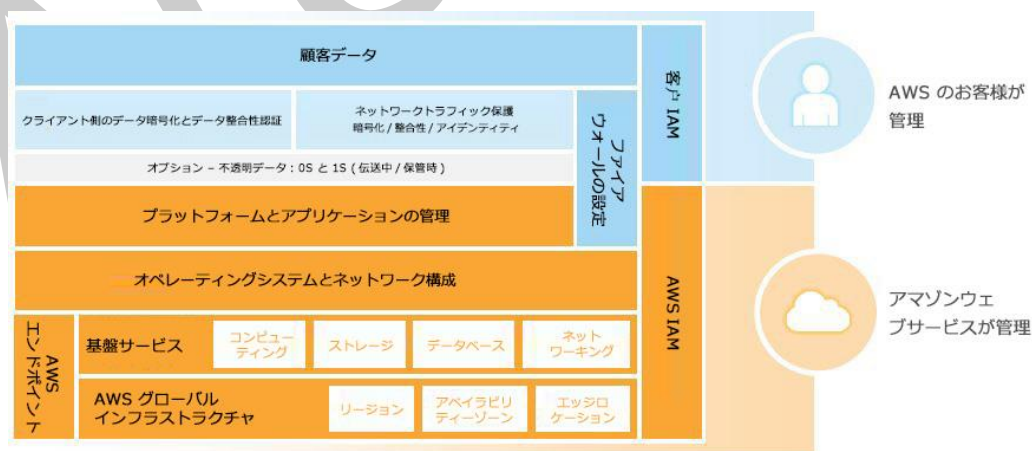 顧客データ
クライアント側のデータ暗号化とデータ整合性認証
ネットワークトラフィック保護
暗号化 / 整合性 / アイデンティティ
オプション – 不透明データ : 0S と 1S ( 伝送中 / 保管時 )
ファイア
ウォールの設定
客户 IAM
プラットフォームとアプリケーションの管理
オペレーティングシステムとネットワーク構成
AWS IAM
AWS
エンドポイント
基盤サービス
コンピュー
ティング
ストレージ
データベース
ネット
ワーキング
AWS グローバル
インフラストラクチャ
リージョン
アベイラビリ
ティーゾーン
エッジロ
ケーション
AWS のお客様が
管理
アマゾンウェ
ブサービスが管理